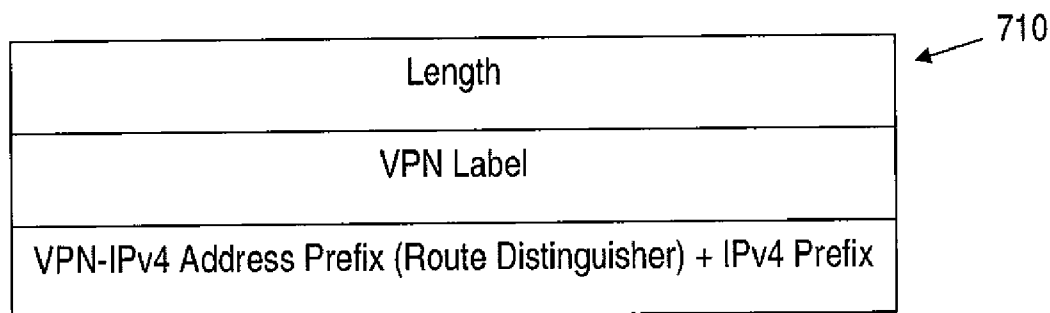 710
Length
VPN Label
VPN-IPv4 Address Prefix (Route Distinguisher) + IPv4 Prefix